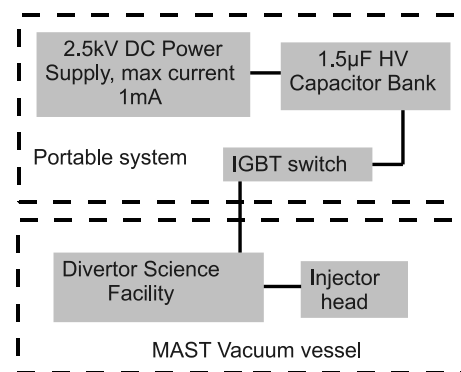 2.5kV DC Power
Supply, max current
1mA
1.5µF HV
Capacitor Bank
Portable system
IGBT switch
Divertor Science
Facility
Injector
head
MAST Vacuum vessel